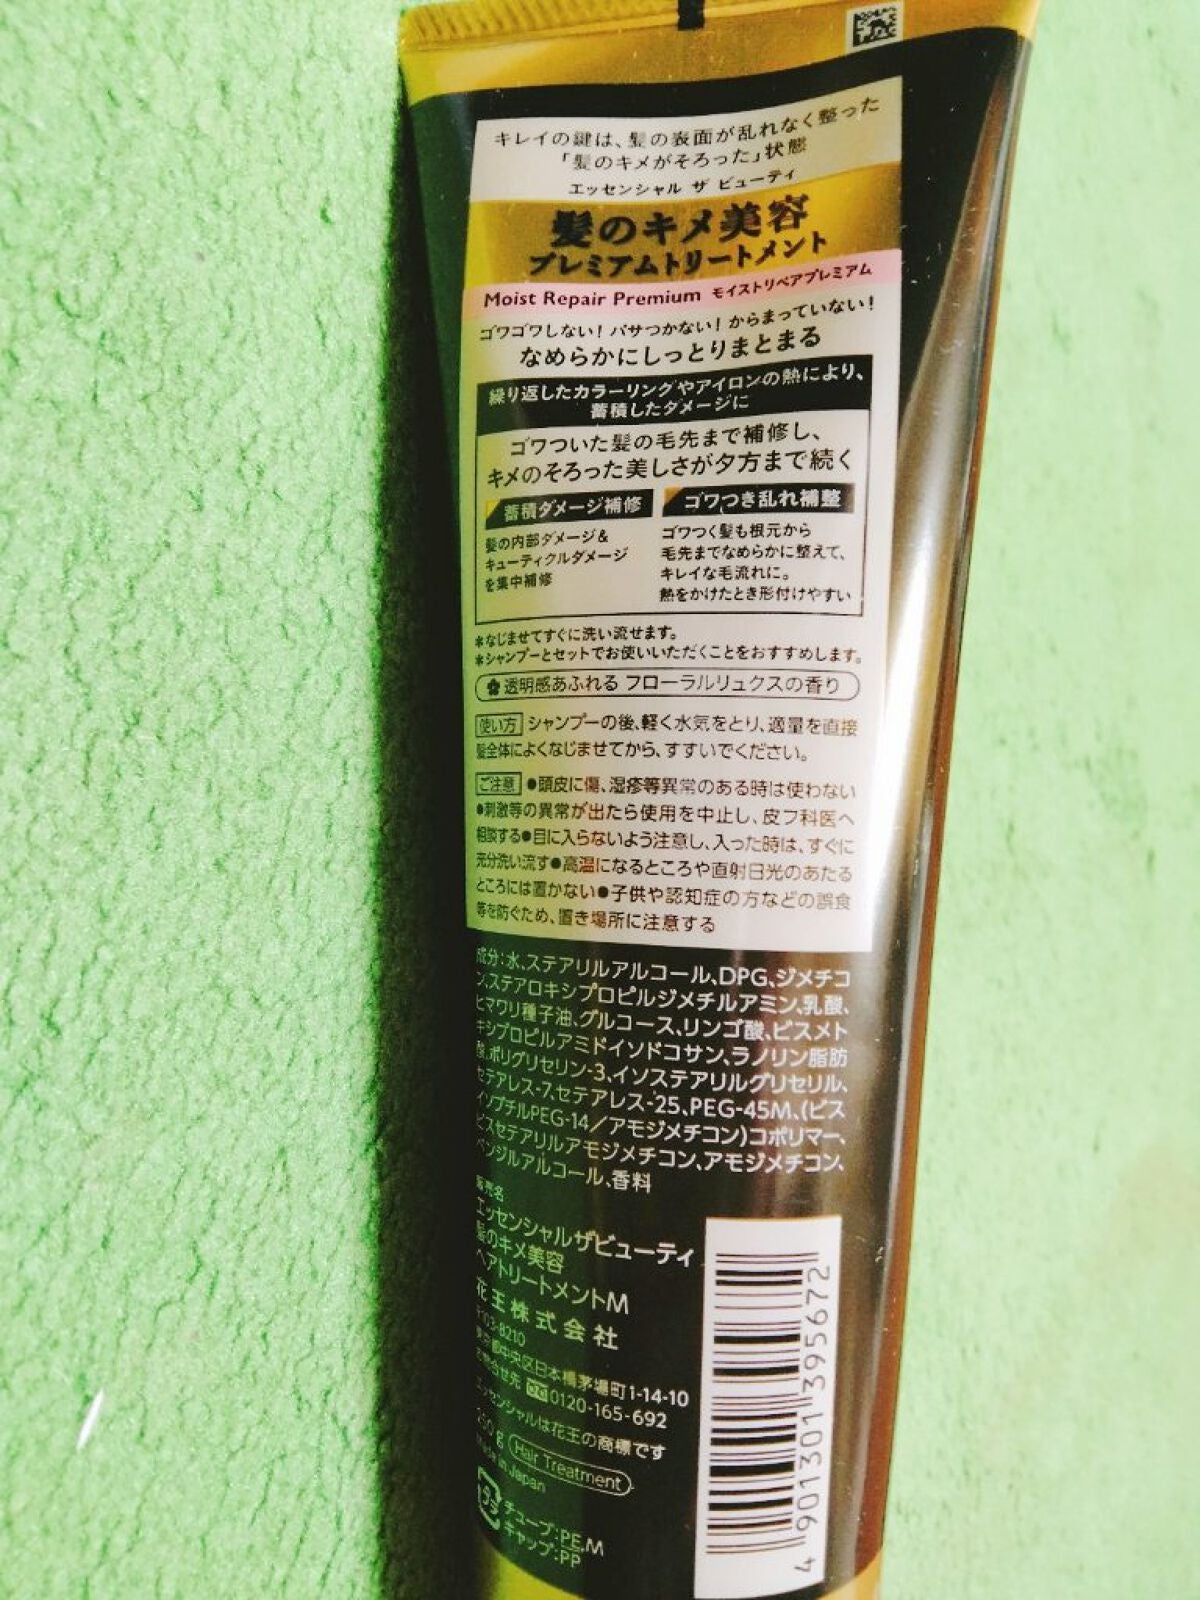 キレイの鍵は、髪の表面が乱れなく整った
「髪のキメがそろった」状態
エッセンシャル ザ ビューティ
髪のキメ美容
プレミアムトリートメント
Moist Repair Premium モイストリペアプレミアム
ゴワゴワしない!パサつかない!からまっていない!
なめらかにしっとりまとまる
繰り返したカラーリングやアイロンの熱により、
蓄積したダメージに
ゴワついた髪の毛先まで補修し、
キメのそろった美しさが夕方まで続く
蓄積ダメージ補修
髪の内部ダメージ&
キューティクルダメージ
を集中補修
ゴワつき乱れ補整
ゴワつく髪も根元から
毛先までなめらかに整えて、
キレイな毛流れに。
熱をかけたとき形付けやすい
*なじませてすぐに洗い流せます。
*シャンプーとセットでお使いいただくことをおすすめします。
透明感あふれる フローラルリュクスの香り
使い方 シャンプーの後、軽く水気をとり、適量を直接
髪全体によくなじませてから、すすいでください。
ご注意 ●頭皮に傷、湿疹等異常のある時は使わない
●刺激等の異常が出たら使用を中止し、皮フ科医へ
相談する●目に入らないよう注意し、入った時は、すぐに
充分洗い流す●高温になるところや直射日光のあたる
ところには置かない●子供や認知症の方などの誤食
等を防ぐため、置き場所に注意する
成分:水、ステアリルアルコール、DPG、ジメチコ
ン、ステアロキシプロピルジメチルアミン、乳酸、
ヒマワリ種子油、グルコース、リンゴ酸、ビスメト
キシプロピルアミドイソドコサン、ラノリン脂肪
酸、ポリグリセリン-3、イソステアリルグリセリル、
セテアレス-7、セテアレス-25、PEG-45M、(ビス
イソブチルPEG-14/アモジメチコン)コポリマー、
ビスセテアリルアモジメチコン、アモジメチコン、
ベンジルアルコール、香料
販売名
エッセンシャルザビューティ
髪のキメ美容
ヘアトリートメントM
花王株式会社
〒103-8210
東京都中央区日本橋茅場町1-14-10
お問合せ先 0120-165-692
エッセンシャルは花王の商標です
250g Hair Treatment
Made in Japan
プラ チューブ:PE,M
キャップ:PP
4 901301 395672